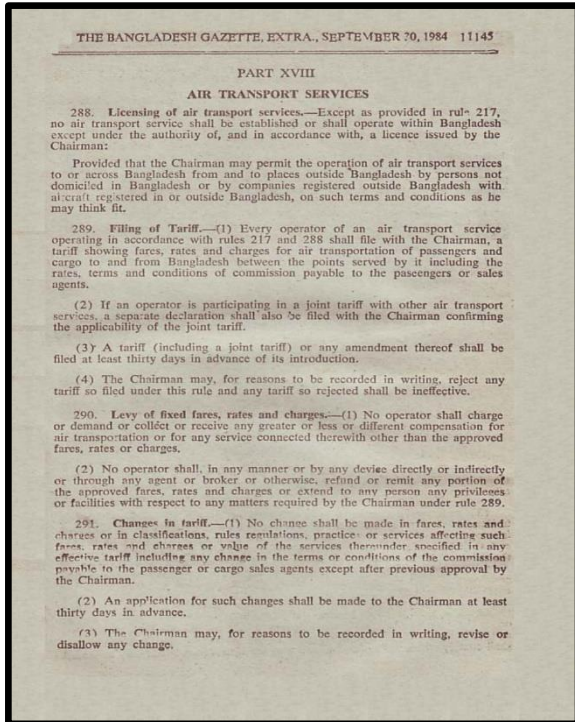 THE BANGLADESH GAZETTE, EXTRA., SEPTEMBER 20, 1984 11145
PART XVIII
AIR TRANSPORT SERVICES
288. Licensing of air transport services.—Except as provided in rule 217,
no air transport service shall be established or shall operate within Bangladesh
except under the authority of, and in accordance with, a licence issued by the
Chairman:
Provided that the Chairman may permit the operation of air transport services
to or across Bangladesh from and to places outside Bangladesh by persons not
domiciled in Bangladesh or by companies registered outside Bangladesh with
aircraft registered in or outside Bangladesh, on such terms and conditions as he
may think fit.
289. Filing of Tariff.—(1) Every operator of an air transport service
operating in accordance with rules 217 and 288 shall file with the Chairman, a
tariff showing fares, rates and charges for air transportation of passengers and
cargo to and from Bangladesh between the points served by it including the
rates, terms and conditions of commission payable to the paseengers or sales
agents.
(2) If an operator is participating in a joint tariff with other air transport
services, a separate declaration shall also be filed with the Chairman confirming
the applicability of the joint tariff.
(3) A tariff (including a joint tariff) or any amendment thereof shall be
filed at least thirty days in advance of its introduction.
(4) The Chairman may, for reasons to be recorded in writing, reject any
tariff so filed under this rule and any tariff so rejected shall be ineffective.
290. Levy of fixed fares, rates and charges.—(1) No operator shall charge
or demand or collect or receive any greater or less or different compensation for
air transportation or for any service connected therewith other than the approved
fares, rates or charges.
(2) No operator shall, in any manner or by any device directly or indirectly
or through any agent or broker or otherwise, refund or remit any portion of
the approved fares, rates and charges or extend to any person any privileges
or facilities with respect to any matters required by the Chairman under rule 289.
291. Changes in tariff.—(1) No change shall be made in fares, rates and
charges or in classifications, rules regulations, practice or services affecting such
fares, rates and charges or value of the services thereunder specified in any
effective tariff including any change in the terms or conditions of the commission
payable to the passenger or cargo sales agents except after previous approval by
the Chairman.
(2) An application for such changes shall be made to the Chairman at least
thirty days in advance.
(3) The Chairman may, for reasons to be recorded in writing, revise or
disallow any change.